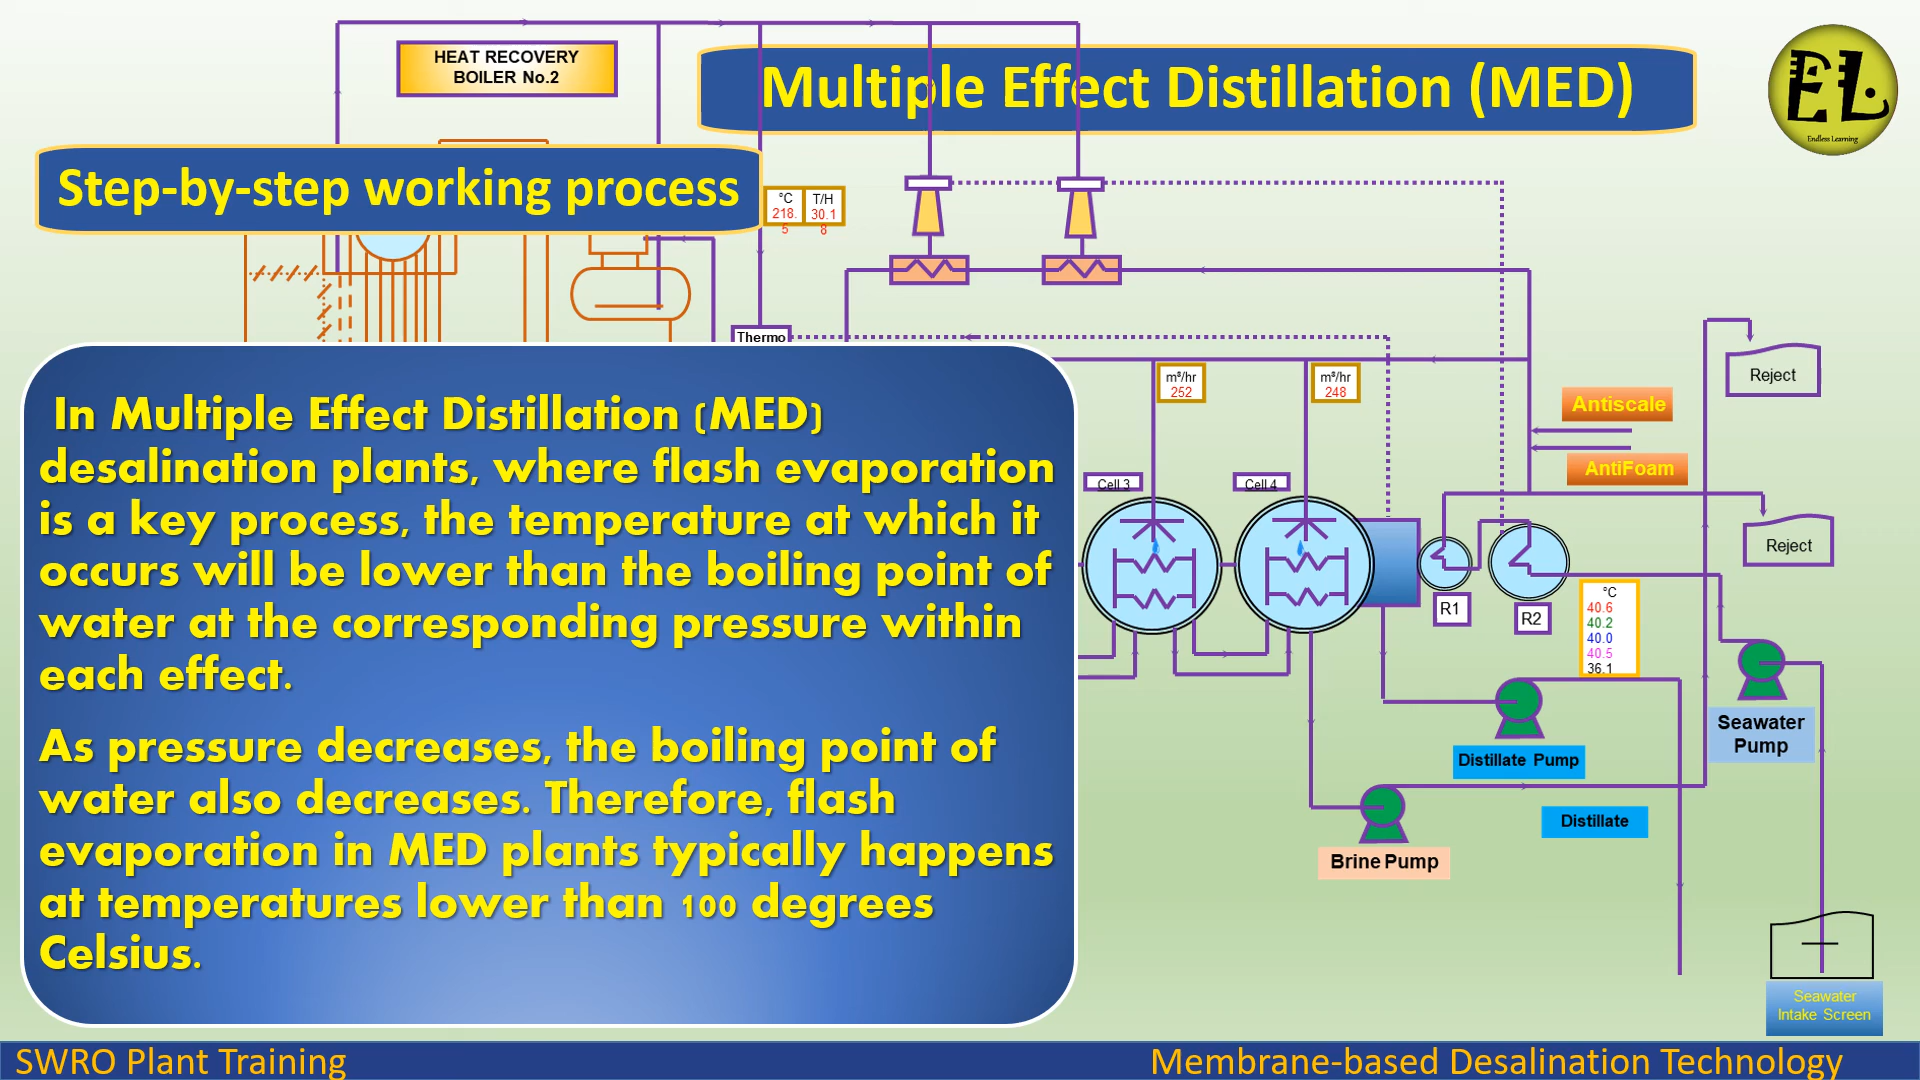 HEAT RECOVERY
BOILER No.2
Multiple Effect Distillation (MED)
EL
Endless Learning
Step-by-step working process
°C
218.
5
T/H
30.1
8
Thermo
In Multiple Effect Distillation (MED)
desalination plants, where flash evaporation
is a key process, the temperature at which it
occurs will be lower than the boiling point of
water at the corresponding pressure within
each effect.
As pressure decreases, the boiling point of
water also decreases. Therefore, flash
evaporation in MED plants typically happens
at temperatures lower than 100 degrees
Celsius.
m³/hr
252
m³/hr
248
Reject
Antiscale
AntiFoam
Cell 3
Cell 4
Reject
R1
R2
°C
40.6
40.2
40.0
40.5
36.1
Seawater
Pump
Distillate Pump
Distillate
Brine Pump
Seawater
Intake Screen
SWRO Plant Training
Membrane-based Desalination Technology